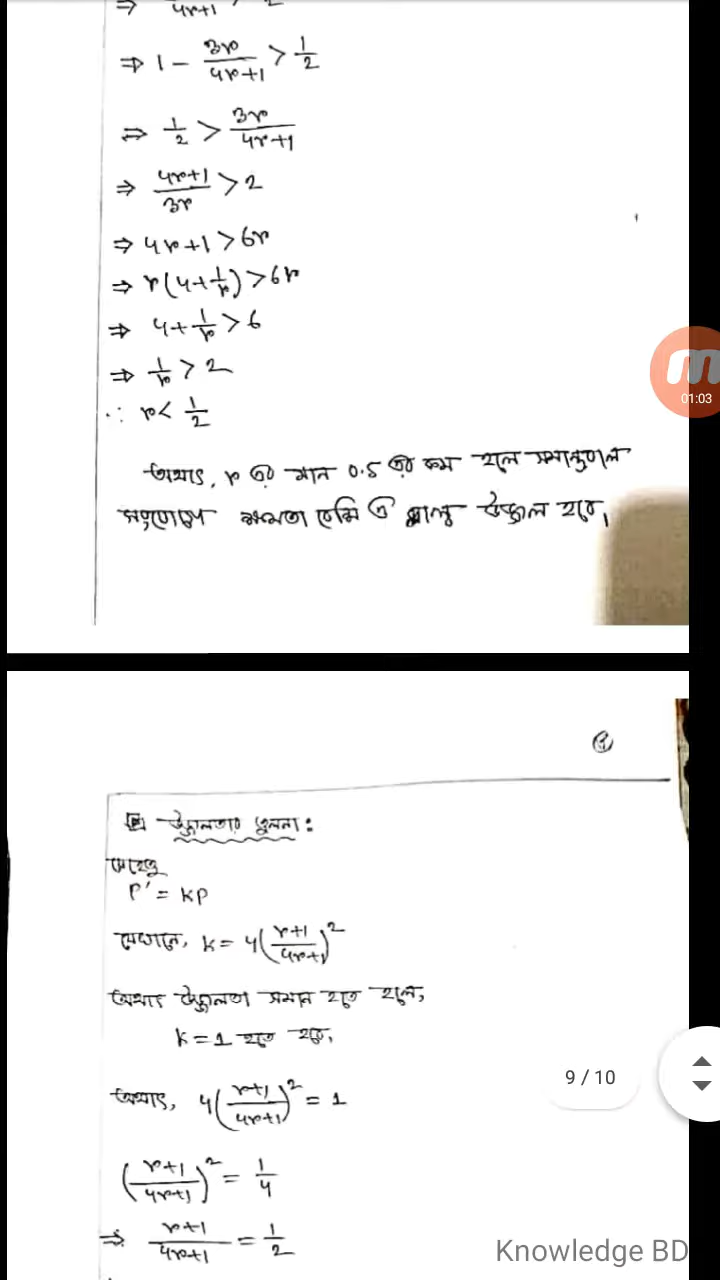 ⇒ 4r+1 > 2
⇒ 1 - 3r/4r+1 > 1/2
⇒ 1/2 > 3r/4r+1
⇒ 4r+1/3r > 2
⇒ 4r+1 > 6r
⇒ r(4+1/r) > 6r
⇒ 4+1/r > 6
⇒ 1/r > 2
∴ r < 1/2
অর্থাৎ, r এর মান 0.5 এর কম হলে সমান্তরাল
সংযোগে ক্ষমতা বেশি ও বাল্ব উজ্জ্বল হবে।
01:03
উজ্জ্বলতার তুলনা:
যেহেতু
P' = KP
যেখানে, K = 4(r+1/4r+1)²
অর্থাৎ উজ্জ্বলতা সমান হতে হলে,
K = 1 হতে হবে,
9 / 10
অর্থাৎ, 4(r+1/4r+1)² = 1
(r+1/4r+1)² = 1/4
⇒ r+1/4r+1 = 1/2
Knowledge BD